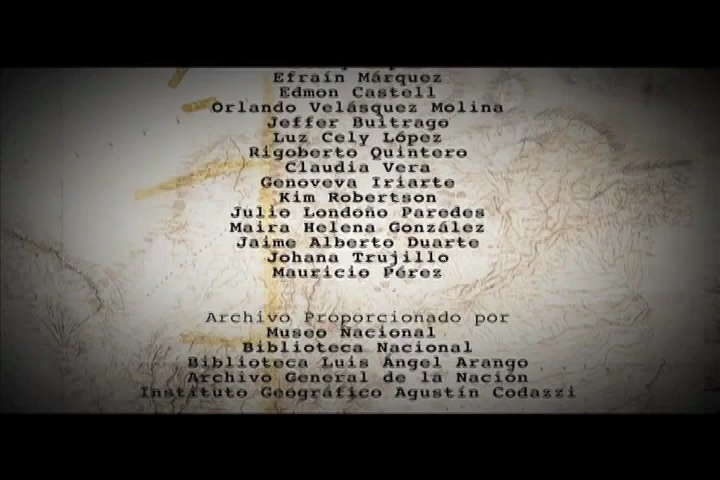 Efraín Márquez
Edmon Castell
Orlando Velásquez Molina
Jeffer Buitrago
Luz Cely López
Rigoberto Quintero
Claudia Vera
Genoveva Iriarte
Kim Robertson
Julio Londoño Paredes
Maira Helena González
Jaime Alberto Duarte
Johana Trujillo
Mauricio Pérez
Archivo Proporcionado por
Museo Nacional
Biblioteca Nacional
Biblioteca Luis Ángel Arango
Archivo General de la Nación
Instituto Geográfico Agustín Codazzi